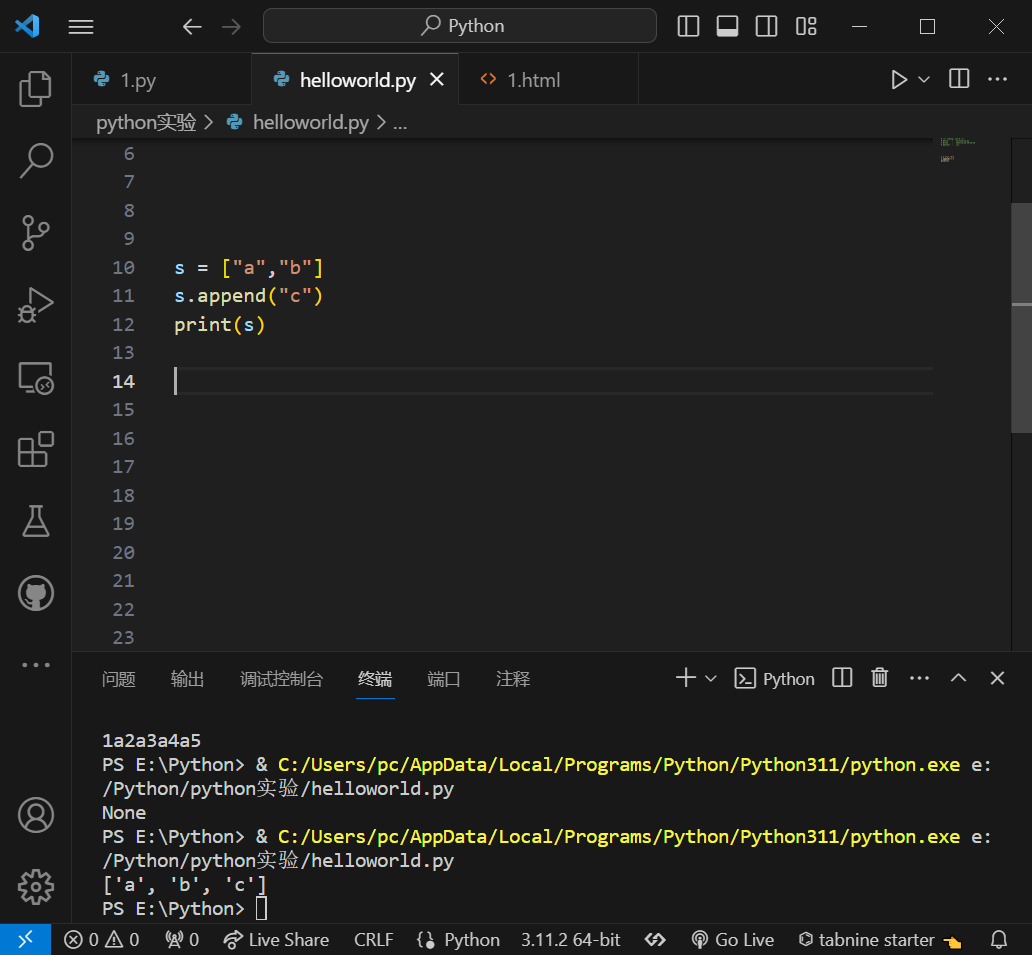 Python
1.py
helloworld.py
1.html
python实验 > helloworld.py > ...
6
7
8
9
10 s = ["a","b"]
11 s.append("c")
12 print(s)
13
14
15
16
17
18
19
20
21
22
23
问题 输出 调试控制台 终端 端口 注释
Python
1a2a3a4a5
PS E:\Python> & C:/Users/pc/AppData/Local/Programs/Python/Python311/python.exe e:
/Python/python实验/helloworld.py
None
PS E:\Python> & C:/Users/pc/AppData/Local/Programs/Python/Python311/python.exe e:
/Python/python实验/helloworld.py
['a', 'b', 'c']
PS E:\Python>
0 0 0 Live Share CRLF Python 3.11.2 64-bit Go Live tabnine starter